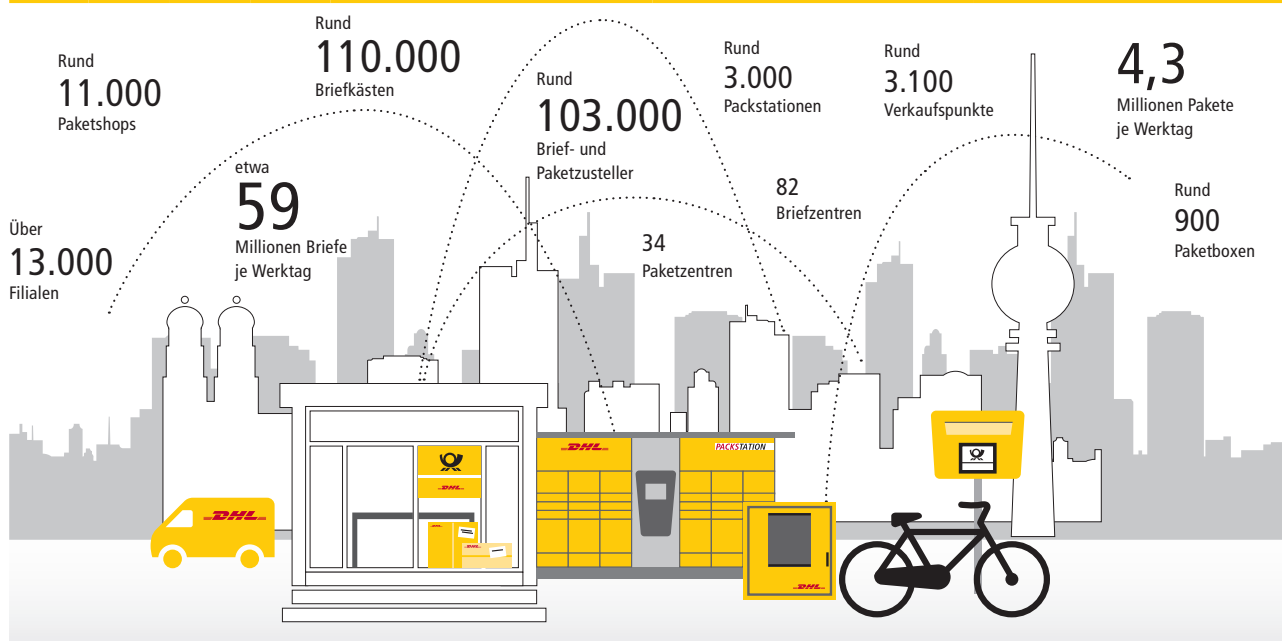 Rund
11.000
Paketshops
Rund
110.000
Briefkästen
Rund
103.000
Brief- und
Paketzusteller
Rund
3.000
Packstationen
Rund
3.100
Verkaufspunkte
4,3
Millionen Pakete
je Werktag
Über
13.000
Filialen
etwa
59
Millionen Briefe
je Werktag
34
Paketzentren
82
Briefzentren
Rund
900
Paketboxen
DHL
PACKSTATION
DHL
DHL
DHL
DHL
DHL